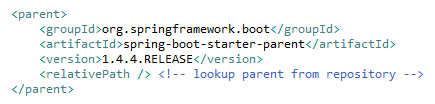 <parent>
    <groupId>org.springframework.boot</groupId>
    <artifactId>spring-boot-starter-parent</artifactId>
    <version>1.4.4.RELEASE</version>
    <relativePath /> <!-- lookup parent from repository -->
</parent>